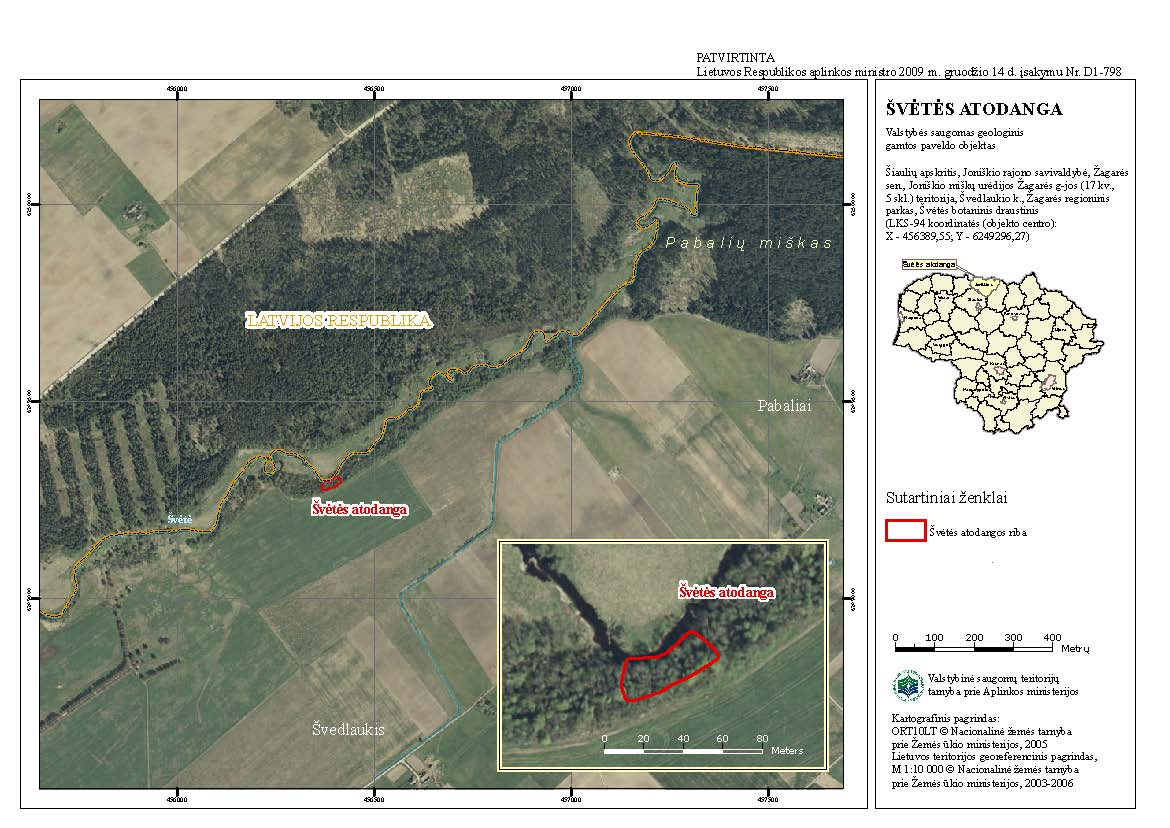 PATVIRTINTA
Lietuvos Respublikos aplinkos ministro 2009 m. gruodžio 14 d. įsakymu Nr. D1-798
456000 456500 457000 457500
Pabalių miškas
LATVIJOS RESPUBLIKA
Pabaliai
Švėtės atodanga
Švėtė
Švedlaukis
Švėtės atodanga
0 20 40 60 80
Meters
456000 456500 457000 457500
ŠVĖTĖS ATODANGA
Valstybės saugomas geologinis
gamtos paveldo objektas
Šiaulių apskritis, Joniškio rajono savivaldybė, Žagarės
sen., Joniškio miškų urėdijos Žagarės g-jos (17 kv.,
5 skl.) teritorija, Švedlaukio k., Žagarės regioninis
parkas, Švėtės botaninis draustinis
(LKS-94 koordinatės (objekto centro):
X - 456389,55; Y - 6249296,27)
Švėtės atodanga
Sutartiniai ženklai
Švėtės atodangos riba
0 100 200 300 400
Metrų
Valstybinė saugomų teritorijų
tarnyba prie Aplinkos ministerijos
Kartografinis pagrindas:
ORT10LT © Nacionalinė žemės tarnyba
prie Žemės ūkio ministerijos, 2005
Lietuvos teritorijos georeferencinis pagrindas,
M 1:10 000 © Nacionalinė žemės tarnyba
prie Žemės ūkio ministerijos, 2003-2006